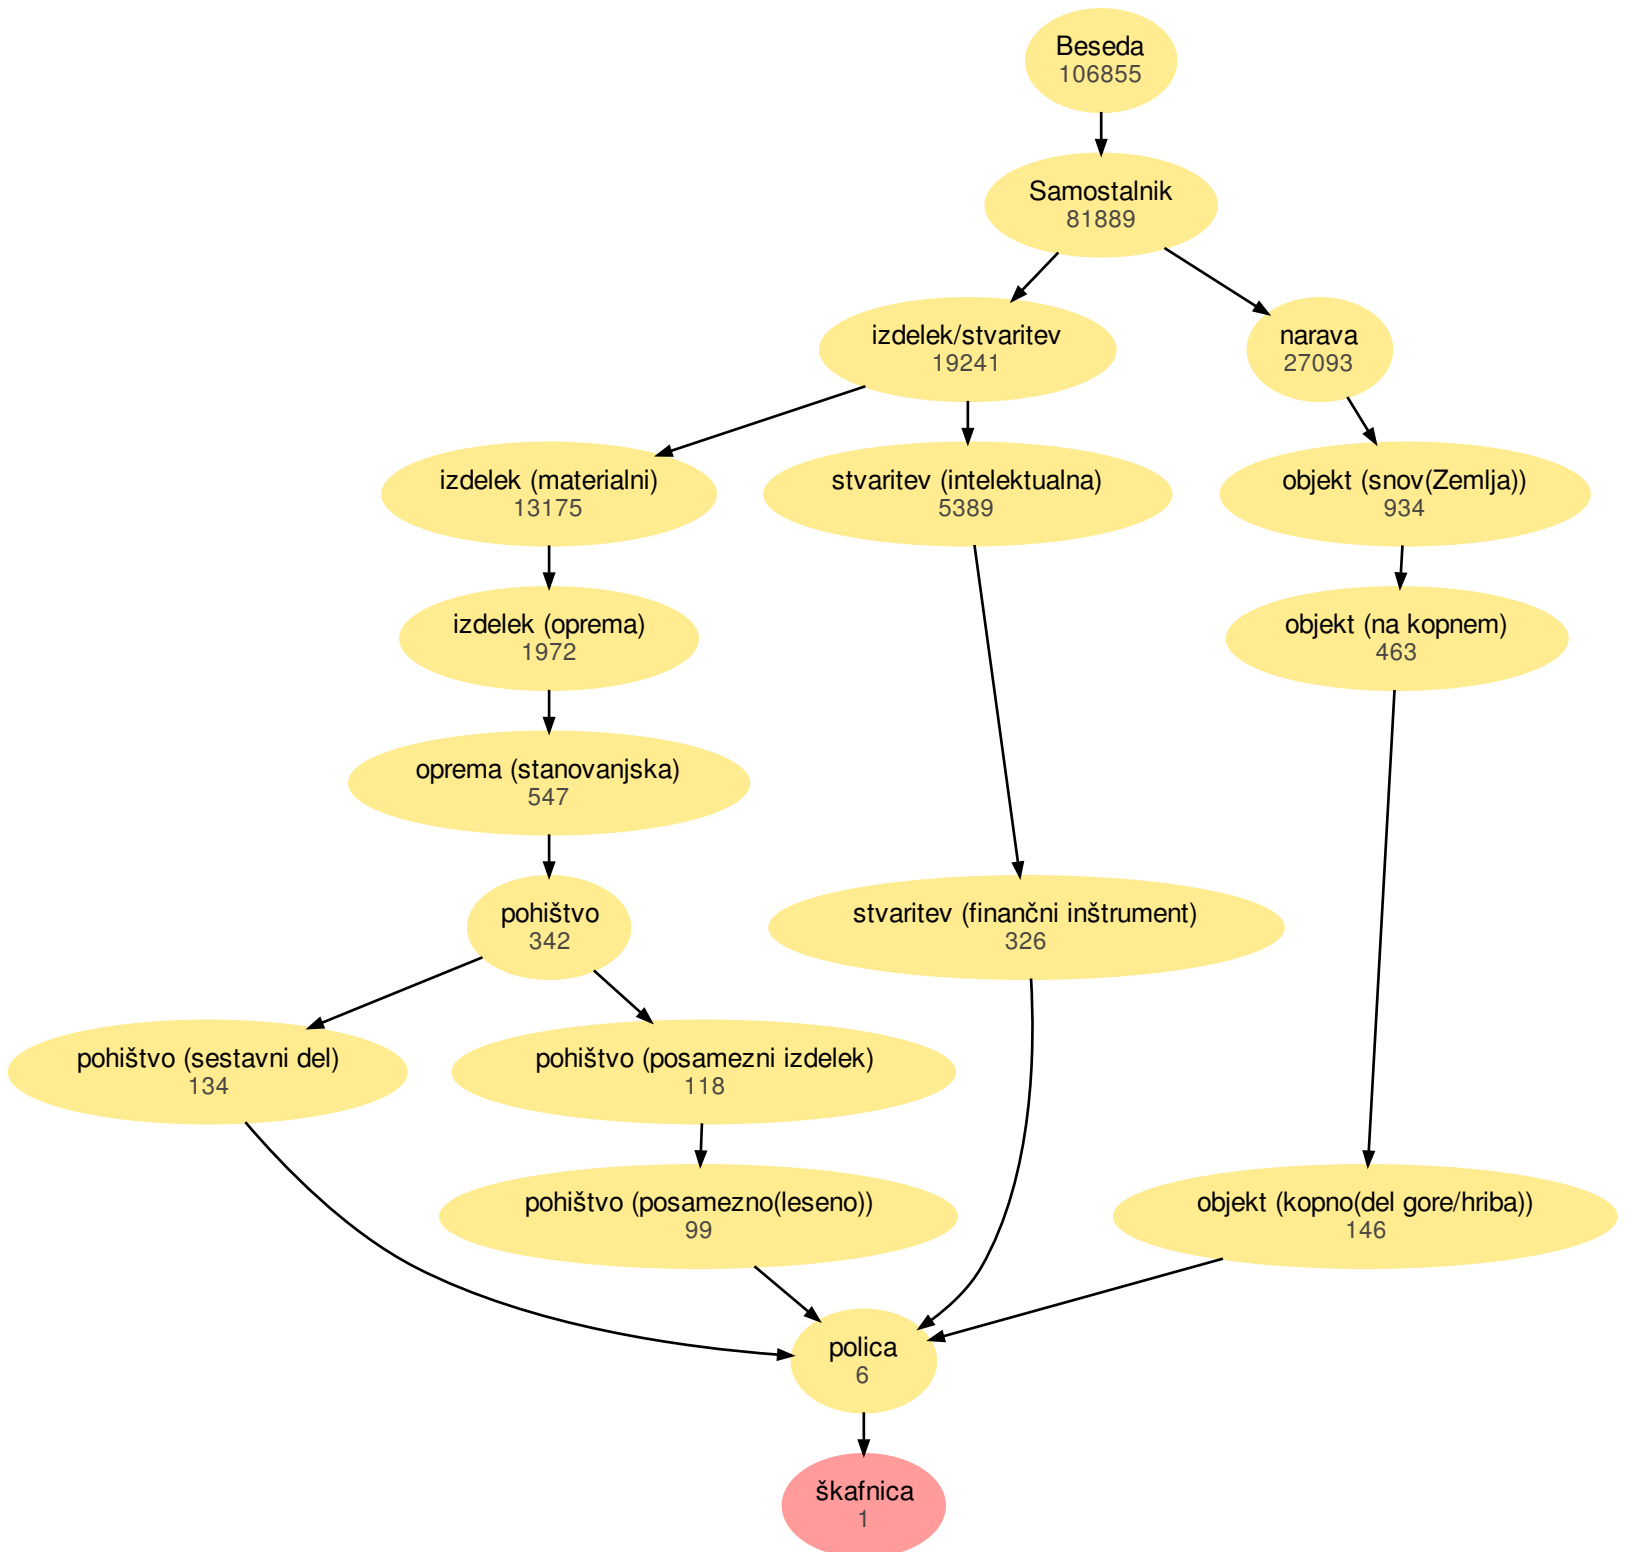 Beseda
106855
Samostalnik
81889
izdelek/stvaritev
19241
narava
27093
izdelek (materialni)
13175
stvaritev (intelektualna)
5389
objekt (snov(Zemlja))
934
izdelek (oprema)
1972
objekt (na kopnem)
463
oprema (stanovanjska)
547
pohištvo
342
stvaritev (finančni inštrument)
326
pohištvo (sestavni del)
134
pohištvo (posamezni izdelek)
118
pohištvo (posamezno(leseno))
99
objekt (kopno(del gore/hriba))
146
polica
6
škafnica
1